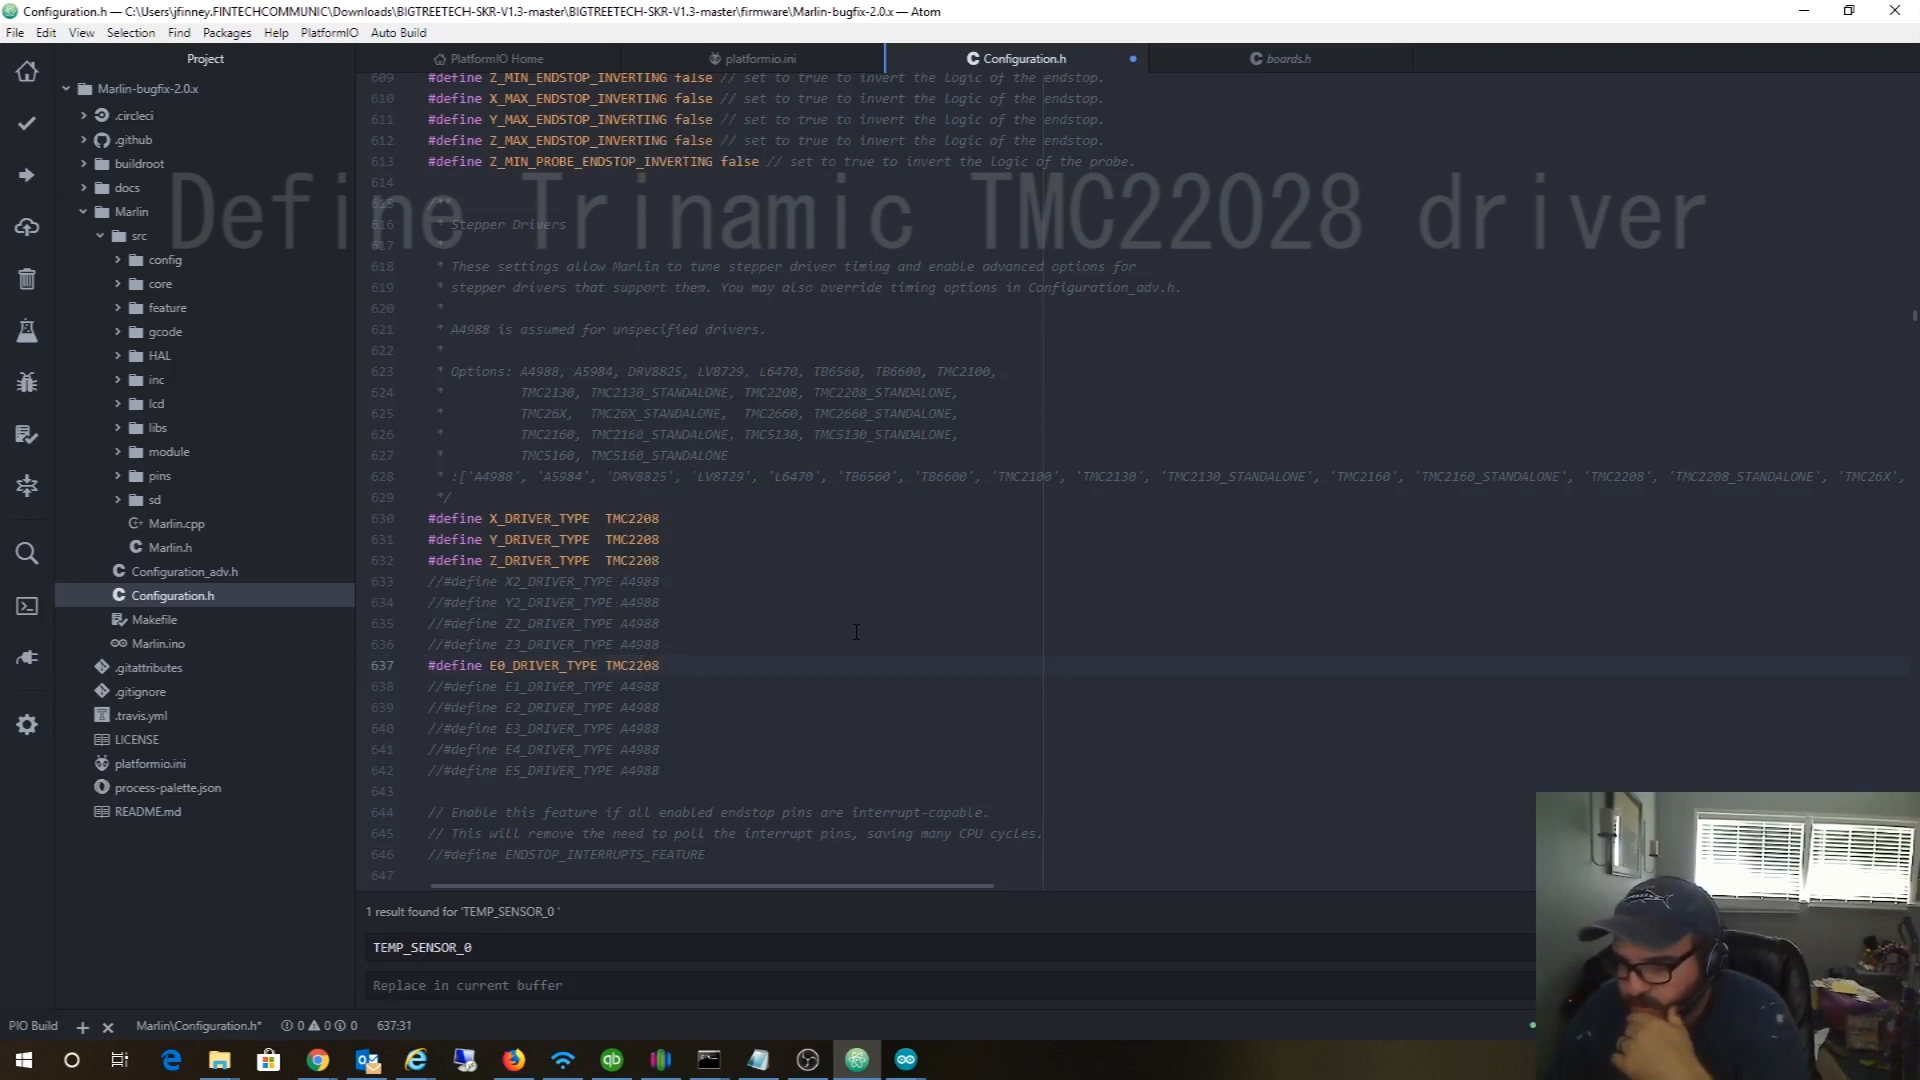 Configuration.h — C:\Users\jfinney.FINTECHCOMMUNIC\Downloads\BIGTREETECH-SKR-V1.3-master\BIGTREETECH-SKR-V1.3-master\firmware\Marlin-bugfix-2.0.x — Atom
File Edit View Selection Find Packages Help PlatformIO Auto Build
Project
Marlin-bugfix-2.0.x
.circleci
.github
buildroot
docs
Marlin
src
config
core
feature
gcode
HAL
inc
lcd
libs
module
pins
sd
Marlin.cpp
Marlin.h
Configuration_adv.h
Configuration.h
Makefile
Marlin.ino
.gitattributes
.gitignore
.travis.yml
LICENSE
platformio.ini
process-palette.json
README.md
PlatformIO Home platformio.ini Configuration.h boards.h
609 #define Z_MIN_ENDSTOP_INVERTING false // set to true to invert the logic of the endstop.
610 #define X_MAX_ENDSTOP_INVERTING false // set to true to invert the logic of the endstop.
611 #define Y_MAX_ENDSTOP_INVERTING false // set to true to invert the logic of the endstop.
612 #define Z_MAX_ENDSTOP_INVERTING false // set to true to invert the logic of the endstop.
613 #define Z_MIN_PROBE_ENDSTOP_INVERTING false // set to true to invert the logic of the probe.
614
Define Trinamic TMC22028 driver
615 /**
616 * Stepper Drivers
617 *
618 * These settings allow Marlin to tune stepper driver timing and enable advanced options for
619 * stepper drivers that support them. You may also override timing options in Configuration_adv.h.
620 *
621 * A4988 is assumed for unspecified drivers.
622 *
623 * Options: A4988, A5984, DRV8825, LV8729, L6470, TB6560, TB6600, TMC2100,
624 * TMC2130, TMC2130_STANDALONE, TMC2208, TMC2208_STANDALONE,
625 * TMC26X, TMC26X_STANDALONE, TMC2660, TMC2660_STANDALONE,
626 * TMC2160, TMC2160_STANDALONE, TMC5130, TMC5130_STANDALONE,
627 * TMC5160, TMC5160_STANDALONE
628 * :['A4988', 'A5984', 'DRV8825', 'LV8729', 'L6470', 'TB6560', 'TB6600', 'TMC2100', 'TMC2130', 'TMC2130_STANDALONE', 'TMC2160', 'TMC2160_STANDALONE', 'TMC2208', 'TMC2208_STANDALONE', 'TMC26X',
629 */
630 #define X_DRIVER_TYPE TMC2208
631 #define Y_DRIVER_TYPE TMC2208
632 #define Z_DRIVER_TYPE TMC2208
633 //#define X2_DRIVER_TYPE A4988
634 //#define Y2_DRIVER_TYPE A4988
635 //#define Z2_DRIVER_TYPE A4988
636 //#define Z3_DRIVER_TYPE A4988
637 #define E0_DRIVER_TYPE TMC2208
638 //#define E1_DRIVER_TYPE A4988
639 //#define E2_DRIVER_TYPE A4988
640 //#define E3_DRIVER_TYPE A4988
641 //#define E4_DRIVER_TYPE A4988
642 //#define E5_DRIVER_TYPE A4988
643
644 // Enable this feature if all enabled endstop pins are interrupt-capable.
645 // This will remove the need to poll the interrupt pins, saving many CPU cycles.
646 //#define ENDSTOP_INTERRUPTS_FEATURE
647
1 result found for 'TEMP_SENSOR_0 '
TEMP_SENSOR_0
Replace in current buffer
PIO Build + × Marlin\Configuration.h* 0 0 0 637:31